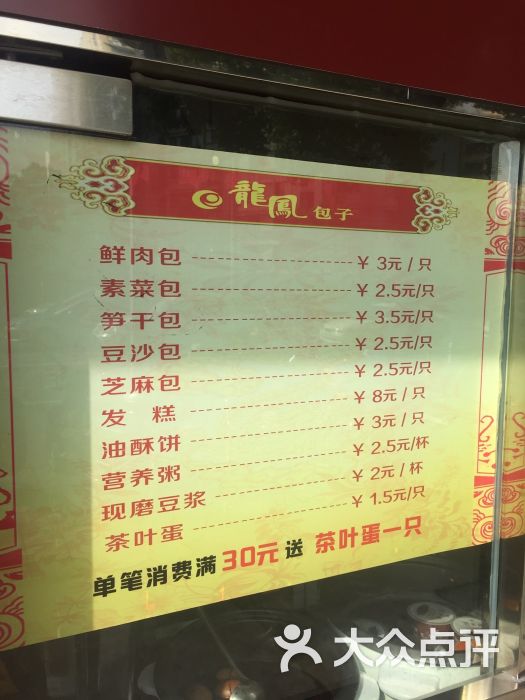 龍鳳包子
鲜肉包 ¥ 3元 / 只
素菜包 ¥ 2.5元/只
笋干包 ¥ 3.5元/只
豆沙包 ¥ 2.5元/只
芝麻包 ¥ 2.5元/只
发 糕 ¥ 8元 / 只
油酥饼 ¥ 3元 / 只
营养粥 ¥ 2.5元/杯
现磨豆浆 ¥ 2元 / 杯
茶叶蛋 ¥ 1.5元/只
单笔消费满30元送 茶叶蛋一只
大众点评